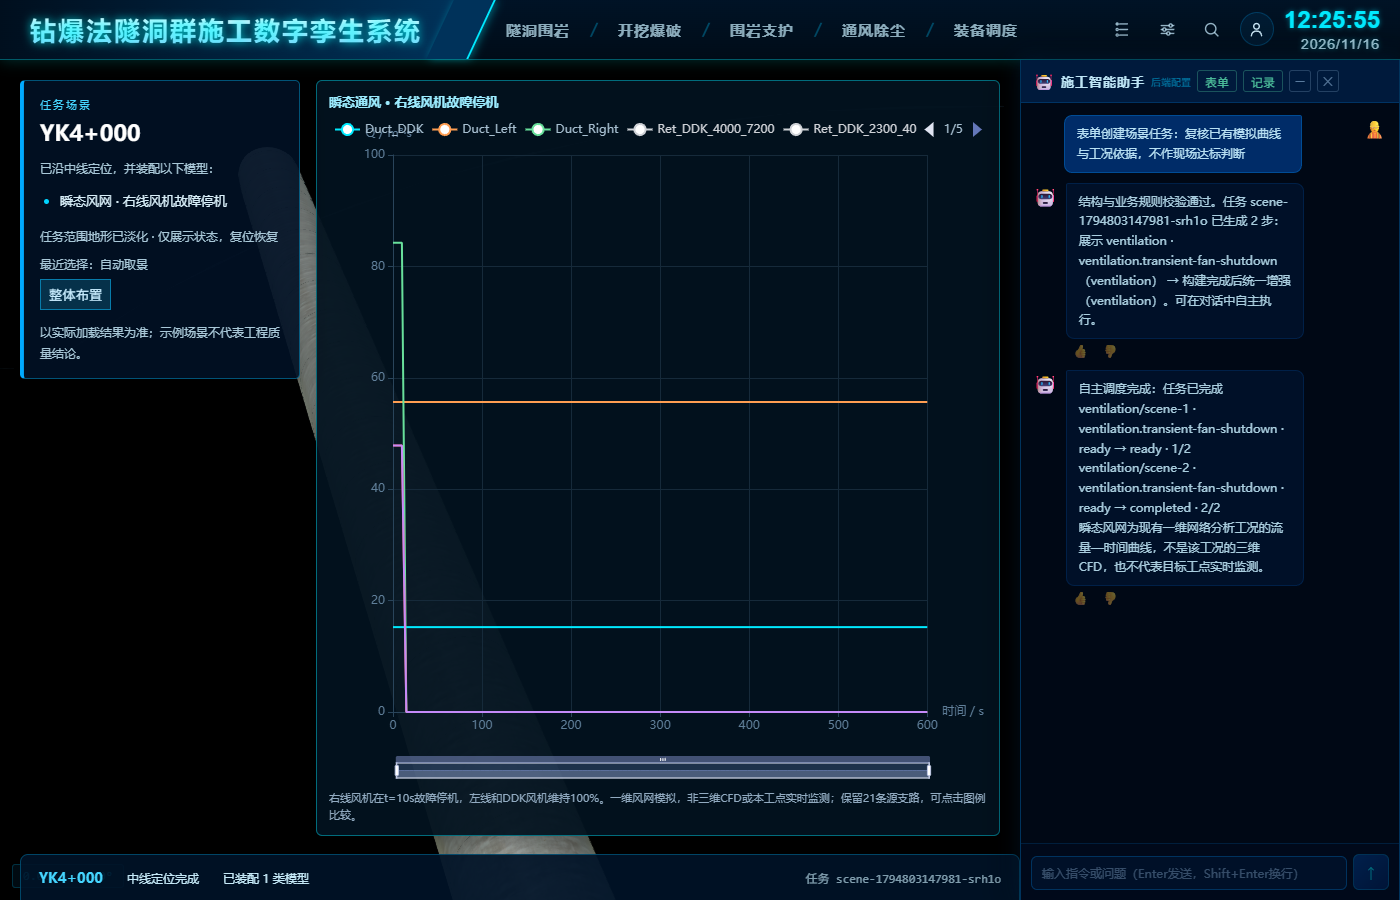 钻爆法隧洞群施工数字孪生系统
隧洞围岩 / 开挖爆破 / 围岩支护 / 通风除尘 / 装备调度
12:25:55
2026/11/16
任务场景
YK4+000
已沿中线定位，并装配以下模型：
瞬态风网 · 右线风机故障停机
任务范围地形已淡化 · 仅展示状态，复位恢复
最近选择：自动取景
整体布置
以实际加载结果为准；示例场景不代表工程质
量结论。
瞬态通风 • 右线风机故障停机
Duct_DDK Duct_Left Duct_Right Ret_DDK_4000_7200 Ret_DDK_2300_40 1/5
100
80
60
40
20
0
0 100 200 300 400 500 600
时间 / s
右线风机在t=10s故障停机，左线和DDK风机维持100%。一维风网模拟，非三维CFD或本工点实时监测；保留21条源支路，可点击图例
比较。
施工智能助手 后端配置 表单 记录
表单创建场景任务：复核已有模拟曲线
与工况依据，不作现场达标判断
结构与业务规则校验通过。任务 scene-
1794803147981-srh1o 已生成 2 步：
展示 ventilation ·
ventilation.transient-fan-shutdown
（ventilation） → 构建完成后统一增强
（ventilation）。可在对话中自主执
行。
自主调度完成：任务已完成
ventilation/scene-1 ·
ventilation.transient-fan-shutdown ·
ready → ready · 1/2
ventilation/scene-2 ·
ventilation.transient-fan-shutdown ·
ready → completed · 2/2
瞬态风网为现有一维网络分析工况的流
量—时间曲线，不是该工况的三维
CFD，也不代表目标工点实时监测。
输入指令或问题（Enter发送，Shift+Enter换行）
YK4+000 中线定位完成 已装配 1 类模型
任务 scene-1794803147981-srh1o